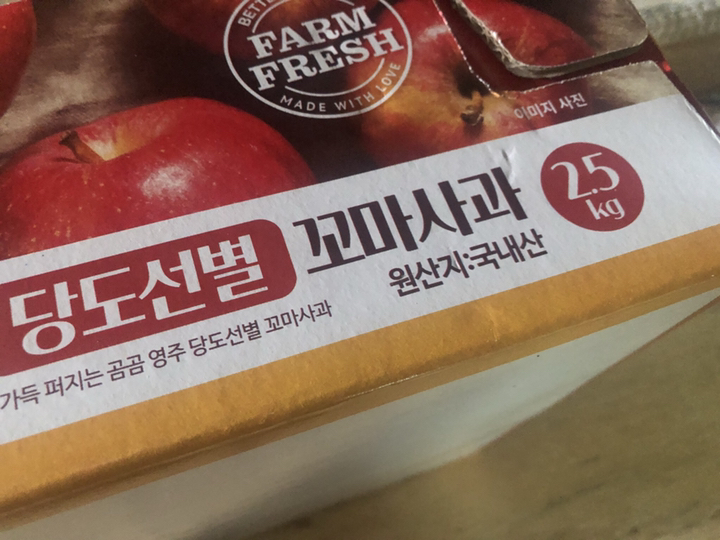 BETTE
FARM
FRESH
MADE WITH LOVE
이미지 사진
당도선별 꼬마사과 2.5 kg
원산지:국내산
가득 퍼지는 곰곰 영주 당도선별 꼬마사과